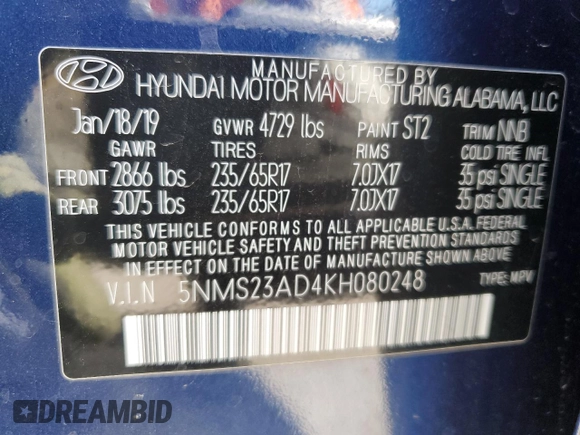 MANUFACTURED BY
HYUNDAI MOTOR MANUFACTURING ALABAMA, LLC
Jan/18/19 GVWR 4729 lbs PAINT ST2 TRIM NNB
GAWR TIRES RIMS COLD TIRE INFL
FRONT 2866 lbs 235/65R17 7.0JX17 35 psi SINGLE
REAR 3075 lbs 235/65R17 7.0JX17 35 psi SINGLE
THIS VEHICLE CONFORMS TO ALL APPLICABLE U.S.A. FEDERAL
MOTOR VEHICLE SAFETY AND THEFT PREVENTION STANDARDS
IN EFFECT ON THE DATE OF MANUFACTURE SHOWN ABOVE.
V.I.N 5NMS23AD4KH080248 TYPE: MPV
DREAMBID